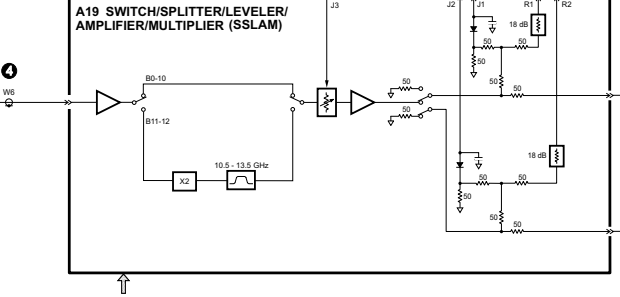 A19 SWITCH/SPLITTER/LEVELER/
AMPLIFIER/MULTIPLIER (SSLAM)
J3
J2
J1
R1
R2
18 dB
50
50
50
50
50
4
W6
B0-10
B11-12
50
50
X2
10.5 - 13.5 GHz
18 dB
50
50
50
50
50